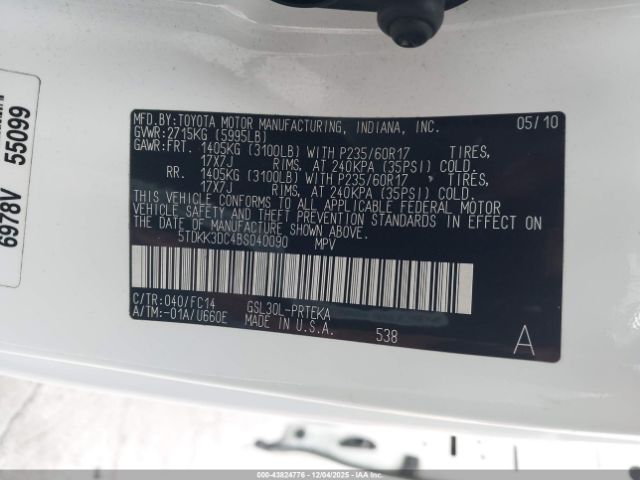 MFD.BY:TOYOTA MOTOR MANUFACTURING, INDIANA, INC. 05/10
GVWR:2715KG (5995LB)
GAWR:FRT. 1405KG (3100LB) WITH P235/60R17 TIRES,
17X7J RIMS, AT 240KPA (35PSI) COLD.
RR. 1405KG (3100LB) WITH P235/60R17 TIRES,
17X7J RIMS, AT 240KPA (35PSI) COLD.
THIS VEHICLE CONFORMS TO ALL APPLICABLE FEDERAL MOTOR
VEHICLE SAFETY AND THEFT PREVENTION STANDARDS IN EFFECT ON
THE DATE OF MANUFACTURE SHOWN ABOVE.
5TDKK3DC4BS040090 MPV
C/TR:040/FC14 GSL30L-PRTEKA
A/TM:-01A/U660E MADE IN U.S.A. 538 A
55099
6978V
000-43824776 - 12/04/2025 - IAA